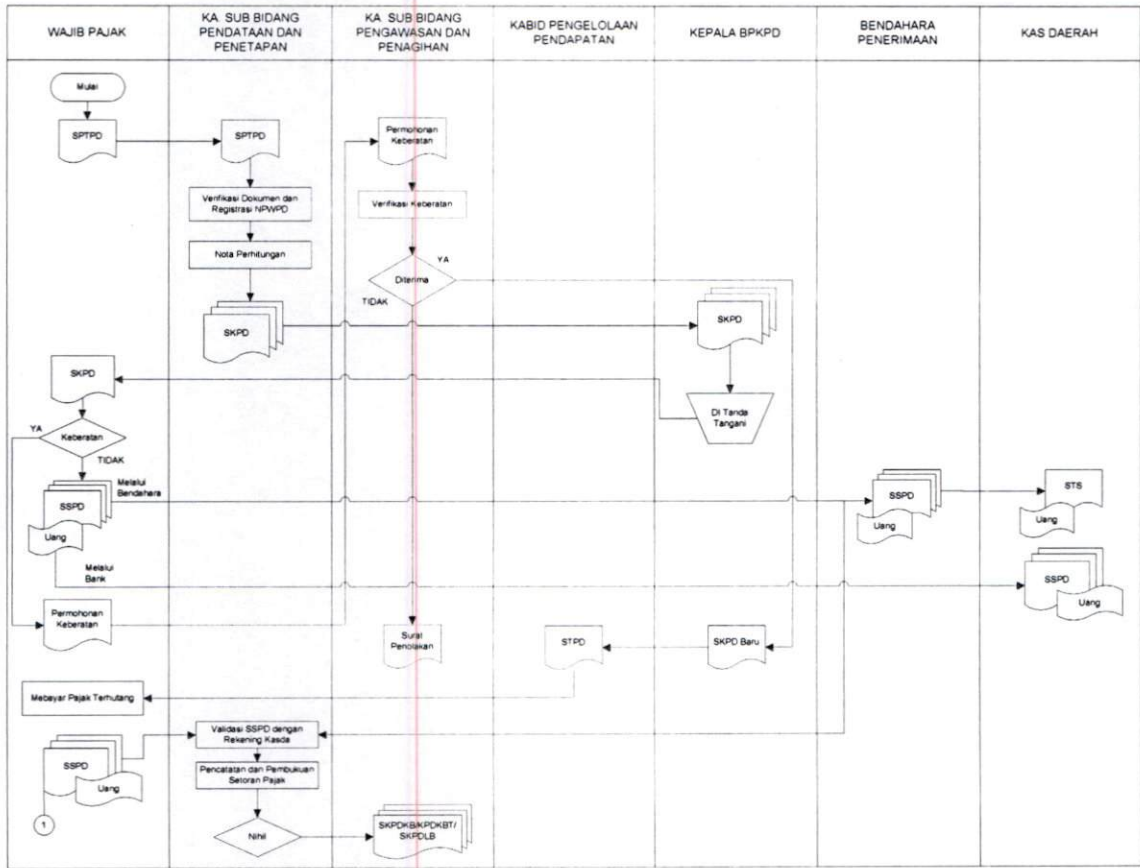 WAJIB PAJAK
KA SUB BIDANG
PENDATAAN DAN
PENETAPAN
KA SUB BIDANG
PENGAWASAN DAN
PENAGIHAN
KABID PENGELOLAAN
PENDAPATAN
KEPALA BPKPD
BENDAHARA
PENERIMAAN
KAS DAERAH
Mulai
SPTPD
SPTPD
Permohonan
Keberatan
Verifikasi Dokumen dan
Registrasi NPWPD
Verifikasi Keberatan
Nota Perhitungan
Diterima
YA
TIDAK
SKPD
SKPD
SKPD
DI Tanda
Tangani
YA
Keberatan
TIDAK
Melalui
Bendahara
SSPD
Uang
SSPD
Uang
STS
Uang
Melalui
Bank
SSPD
Uang
Permohonan
Keberatan
Surat
Penolakan
STPD
SKPD Baru
Mebayar Pajak Terhutang
Validasi SSPD dengan
Rekening Kasda
SSPD
Uang
Pencatatan dan Pembukuan
Setoran Pajak
1
Nihil
SKPDKB/KPDKBT/
SKPDLB